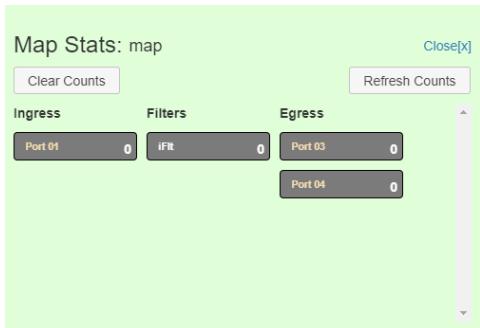 Map Stats: map
Close[x]
Clear Counts
Refresh Counts
Ingress Filters Egress
Port 01 0 iFlt 0 Port 03 0
Port 04 0